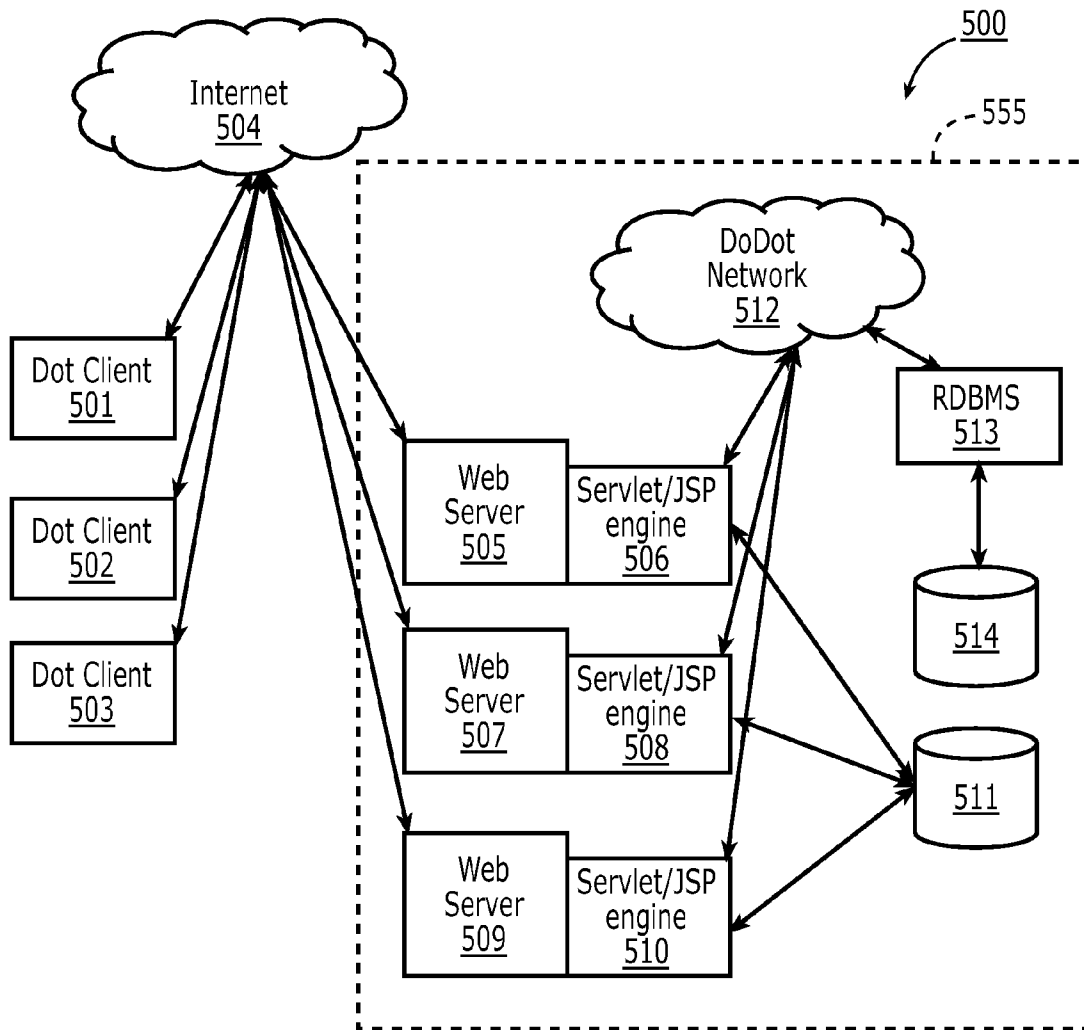 500
555
Internet
504
DoDot
Network
512
Dot Client
501
RDBMS
513
Web
Server
505
Servlet/JSP
engine
506
Dot Client
502
514
Dot Client
503
Web
Server
507
Servlet/JSP
engine
508
511
Web
Server
509
Servlet/JSP
engine
510